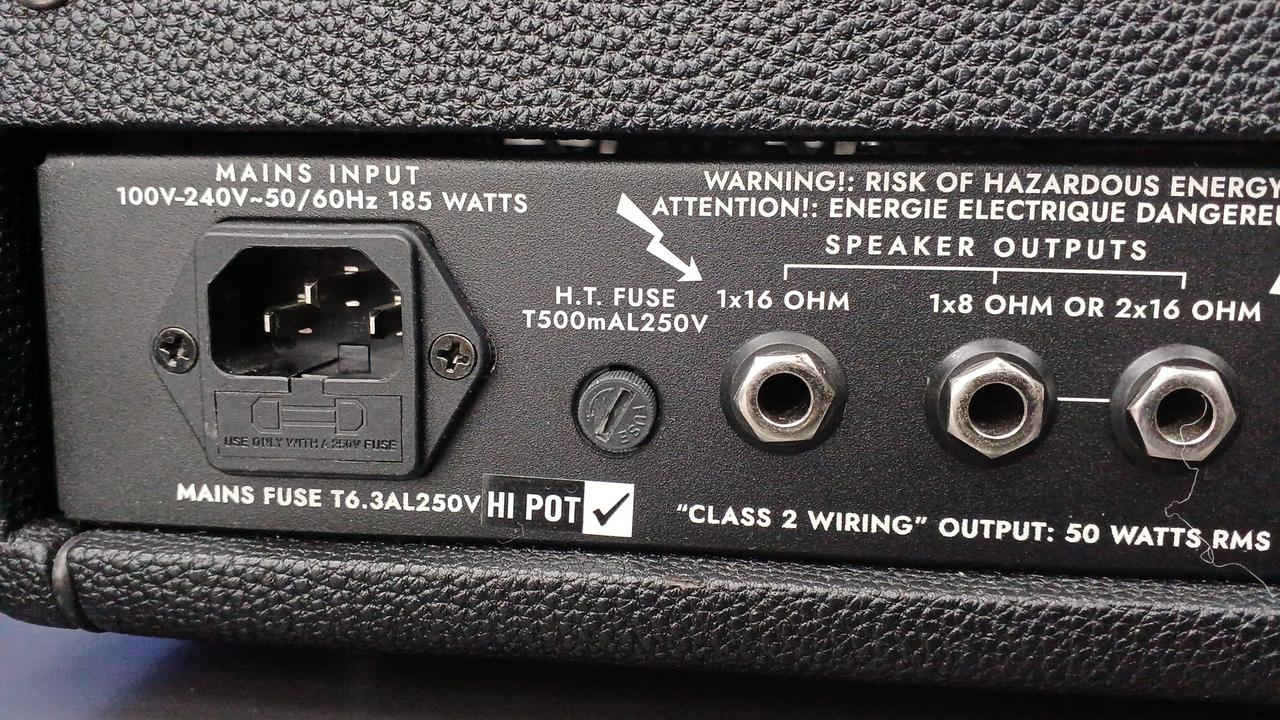 MAINS INPUT
100V-240V~50/60Hz 185 WATTS
WARNING!: RISK OF HAZARDOUS ENERGY
ATTENTION!: ENERGIE ELECTRIQUE
SPEAKER OUTPUTS
H.T. FUSE
T500mAL250V
1x16 OHM
1x8 OHM OR 2x16 OHM
FUSE
USE ONLY WITH A 250V FUSE
MAINS FUSE T6.3AL250V
HI POT
"CLASS 2 WIRING" OUTPUT: 50 WATTS RMS